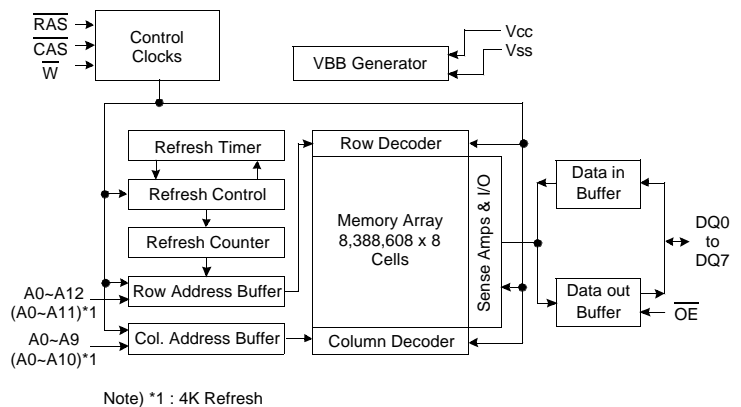 RAS
CAS
W
Control
Clocks
VBB Generator
Vcc
Vss
Refresh Timer
Refresh Control
Refresh Counter
Row Address Buffer
Col. Address Buffer
A0~A12
(A0~A11)*1
A0~A9
(A0~A10)*1
Row Decoder
Memory Array
8,388,608 x 8
Cells
Column Decoder
Sense Amps & I/O
Data in
Buffer
Data out
Buffer
DQ0
to
DQ7
OE
Note) *1 : 4K Refresh